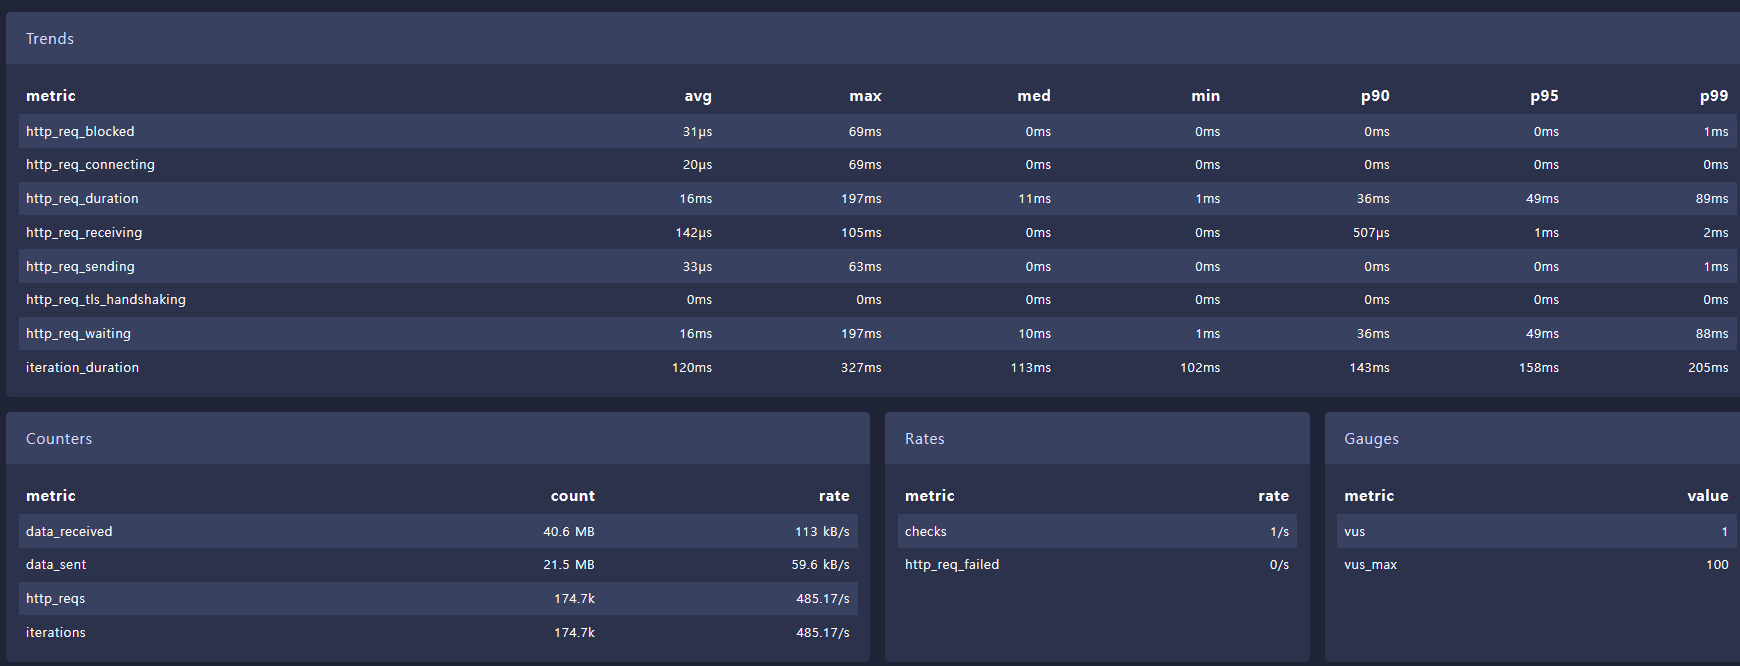 Trends
metric avg max med min p90 p95 p99
http_req_blocked 31µs 69ms 0ms 0ms 0ms 0ms 1ms
http_req_connecting 20µs 69ms 0ms 0ms 0ms 0ms 0ms
http_req_duration 16ms 197ms 11ms 1ms 36ms 49ms 89ms
http_req_receiving 142µs 105ms 0ms 0ms 507µs 1ms 2ms
http_req_sending 33µs 63ms 0ms 0ms 0ms 0ms 1ms
http_req_tls_handshaking 0ms 0ms 0ms 0ms 0ms 0ms 0ms
http_req_waiting 16ms 197ms 10ms 1ms 36ms 49ms 88ms
iteration_duration 120ms 327ms 113ms 102ms 143ms 158ms 205ms
Counters
metric count rate
data_received 40.6 MB 113 kB/s
data_sent 21.5 MB 59.6 kB/s
http_reqs 174.7k 485.17/s
iterations 174.7k 485.17/s
Rates
metric rate
checks 1/s
http_req_failed 0/s
Gauges
metric value
vus 1
vus_max 100